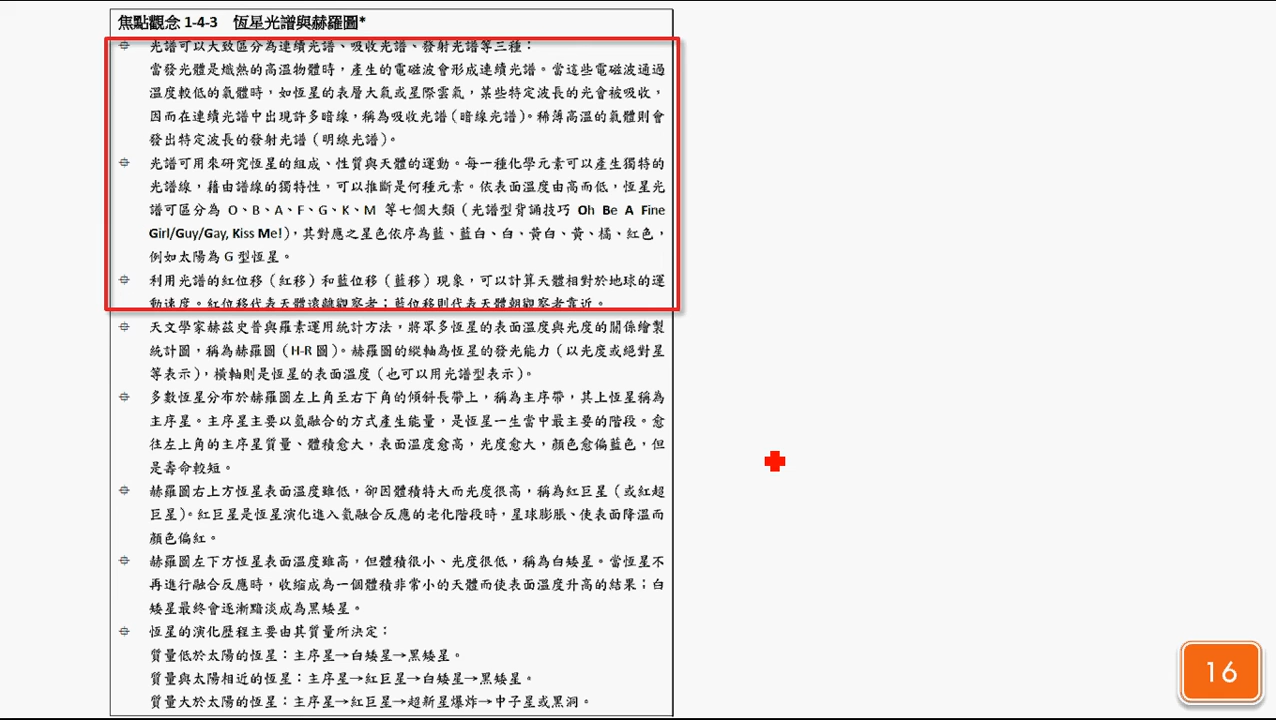 焦點觀念 1-4-3 恆星光譜與赫羅圖*
光譜可以大致區分為連續光譜、吸收光譜、發射光譜等三種：
當發光體是熾熱的高溫物體時，產生的電磁波會形成連續光譜。當這些電磁波通過
溫度較低的氣體時，如恆星的表層大氣或星際雲氣，某些特定波長的光會被吸收，
因而在連續光譜中出現許多暗線，稱為吸收光譜（暗線光譜）。稀薄高溫的氣體則會
發出特定波長的發射光譜（明線光譜）。
光譜可用來研究恆星的組成、性質與天體的運動。每一種化學元素可以產生獨特的
光譜線，藉由譜線的獨特性，可以推斷是何種元素。依表面溫度由高而低，恆星光
譜可區分為 O、B、A、F、G、K、M 等七個大類（光譜型背誦技巧 Oh Be A Fine
Girl/Guy/Gay, Kiss Me!），其對應之星色依序為藍、藍白、白、黃白、黃、橘、紅色，
例如太陽為 G 型恆星。
利用光譜的紅位移（紅移）和藍位移（藍移）現象，可以計算天體相對於地球的運
動速度。紅位移代表天體遠離觀察者；藍位移則代表天體朝觀察者靠近。
天文學家赫茲史普與羅素運用統計方法，將眾多恆星的表面溫度與光度的關係繪製
統計圖，稱為赫羅圖（H-R 圖）。赫羅圖的縱軸為恆星的發光能力（以光度或絕對星
等表示），橫軸則是恆星的表面溫度（也可以用光譜型表示）。
多數恆星分布於赫羅圖左上角至右下角的傾斜長帶上，稱為主序帶，其上恆星稱為
主序星。主序星主要以氫融合的方式產生能量，是恆星一生當中最主要的階段。愈
往左上角的主序星質量、體積愈大，表面溫度愈高，光度愈大，顏色愈偏藍色，但
是壽命較短。
赫羅圖右上方恆星表面溫度雖低，卻因體積特大而光度很高，稱為紅巨星（或紅超
巨星）。紅巨星是恆星演化進入氦融合反應的老化階段時，星球膨脹、使表面降溫而
顏色偏紅。
赫羅圖左下方恆星表面溫度雖高，但體積很小、光度很低，稱為白矮星。當恆星不
再進行融合反應時，收縮成為一個體積非常小的天體而使表面溫度升高的結果；白
矮星最終會逐漸黯淡成為黑矮星。
恆星的演化歷程主要由其質量所決定：
質量低於太陽的恆星：主序星→白矮星→黑矮星。
質量與太陽相近的恆星：主序星→紅巨星→白矮星→黑矮星。
質量大於太陽的恆星：主序星→紅巨星→超新星爆炸→中子星或黑洞。
16